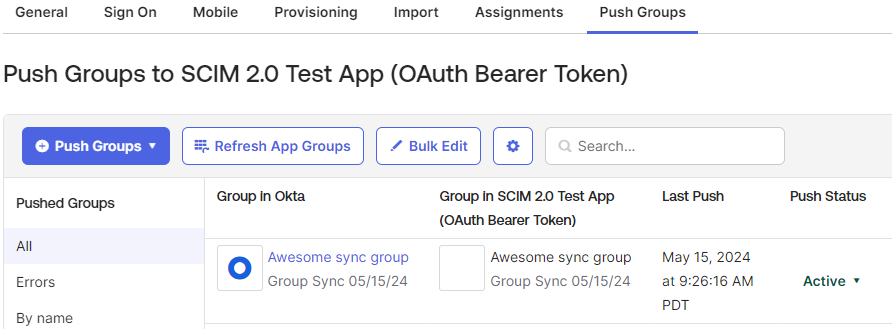 General Sign On Mobile Provisioning Import Assignments Push Groups
Push Groups to SCIM 2.0 Test App (OAuth Bearer Token)
Push Groups Refresh App Groups Bulk Edit Search...
Pushed Groups
All
Errors
By name
Group in Okta
Group in SCIM 2.0 Test App
(OAuth Bearer Token)
Last Push
Push Status
Awesome sync group
Group Sync 05/15/24
Awesome sync group
Group Sync 05/15/24
May 15, 2024
at 9:26:16 AM
PDT
Active